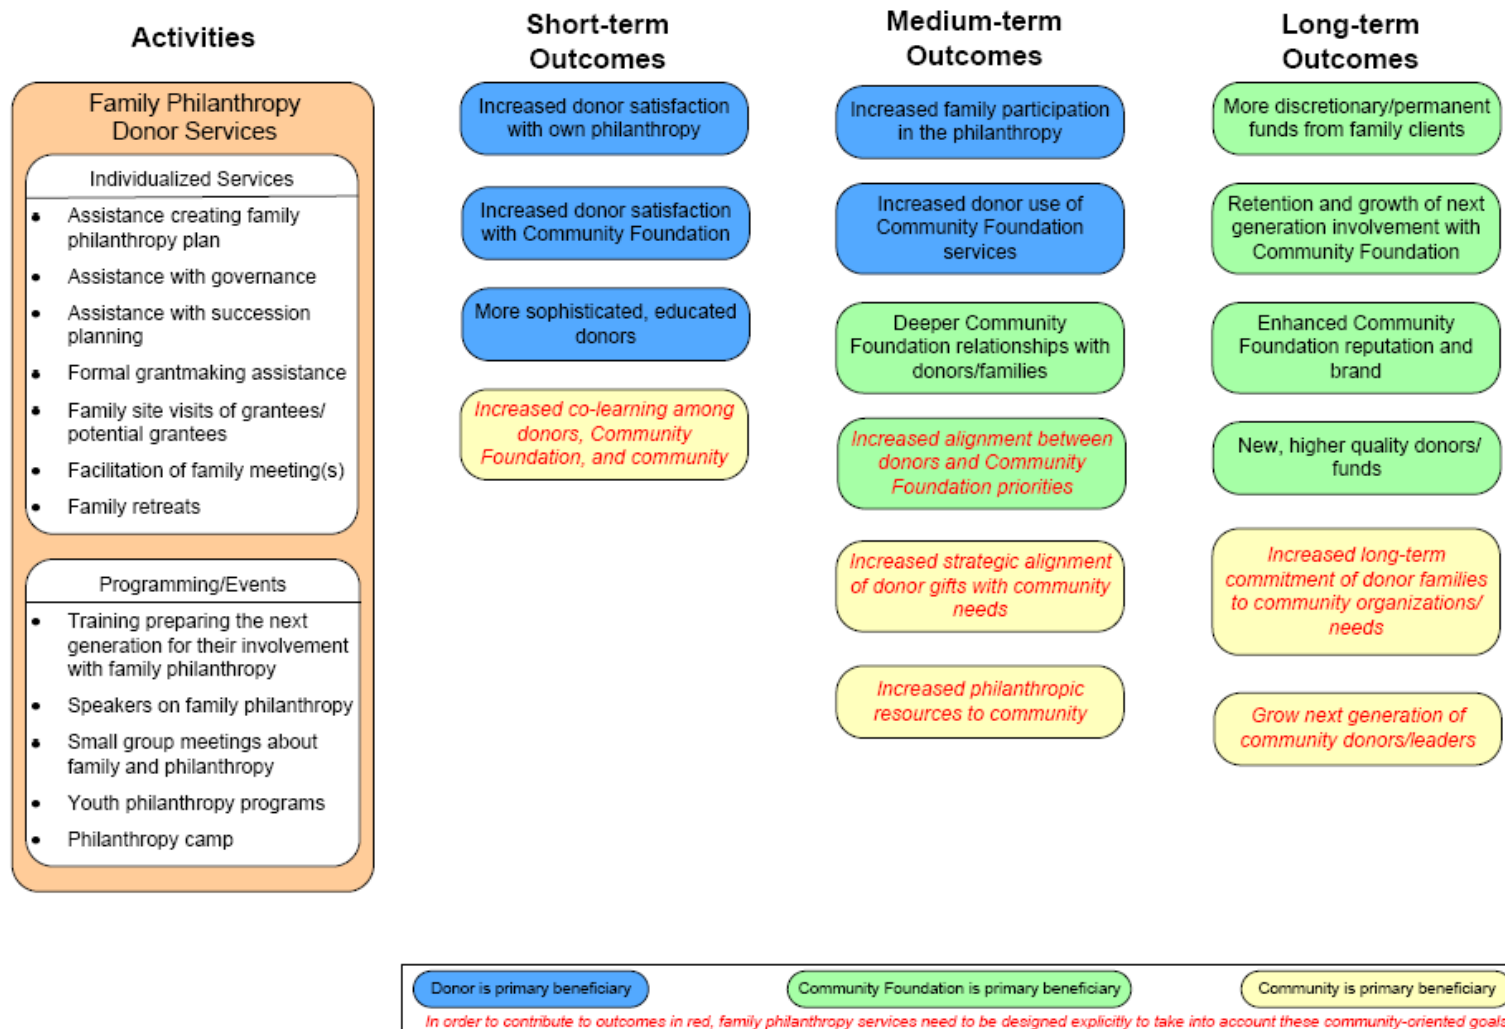 Activities
Family Philanthropy
Donor Services
Individualized Services
• Assistance creating family
philanthropy plan
• Assistance with governance
• Assistance with succession
planning
• Formal grantmaking assistance
• Family site visits of grantees/
potential grantees
• Facilitation of family meeting(s)
• Family retreats
Programming/Events
• Training preparing the next
generation for their involvement
with family philanthropy
• Speakers on family philanthropy
• Small group meetings about
family and philanthropy
• Youth philanthropy programs
• Philanthropy camp
Short-term
Outcomes
Increased donor satisfaction
with own philanthropy
Increased donor satisfaction
with Community Foundation
More sophisticated, educated
donors
Increased co-learning among
donors, Community
Foundation, and community
Medium-term
Outcomes
Increased family participation
in the philanthropy
Increased donor use of
Community Foundation
services
Deeper Community
Foundation relationships with
donors/families
Increased alignment between
donors and Community
Foundation priorities
Increased strategic alignment
of donor gifts with community
needs
Increased philanthropic
resources to community
Long-term
Outcomes
More discretionary/permanent
funds from family clients
Retention and growth of next
generation involvement with
Community Foundation
Enhanced Community
Foundation reputation and
brand
New, higher quality donors/
funds
Increased long-term
commitment of donor families
to community organizations/
needs
Grow next generation of
community donors/leaders
Donor is primary beneficiary
Community Foundation is primary beneficiary
Community is primary beneficiary
In order to contribute to outcomes in red, family philanthropy services need to be designed explicitly to take into account these community-oriented goals